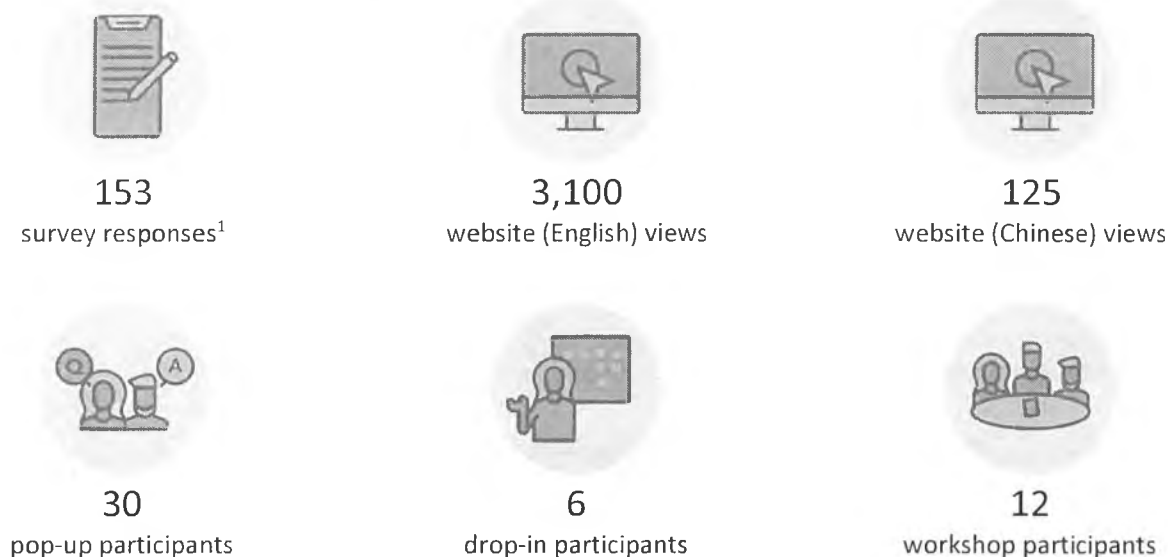 153
survey responses¹
3,100
website (English) views
125
website (Chinese) views
Q A
30
pop-up participants
6
drop-in participants
12
workshop participants